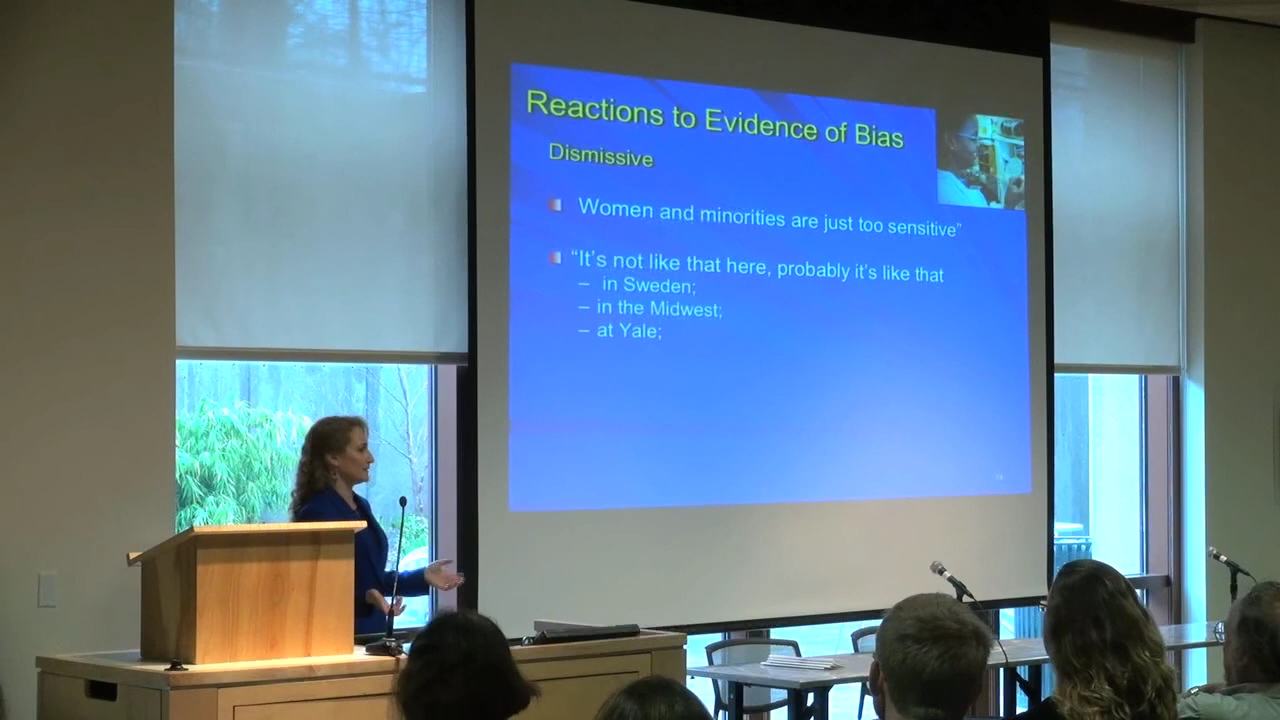 Reactions to Evidence of Bias
Dismissive
Women and minorities are just too sensitive”
“It’s not like that here, probably it’s like that
– in Sweden;
– in the Midwest;
– at Yale;